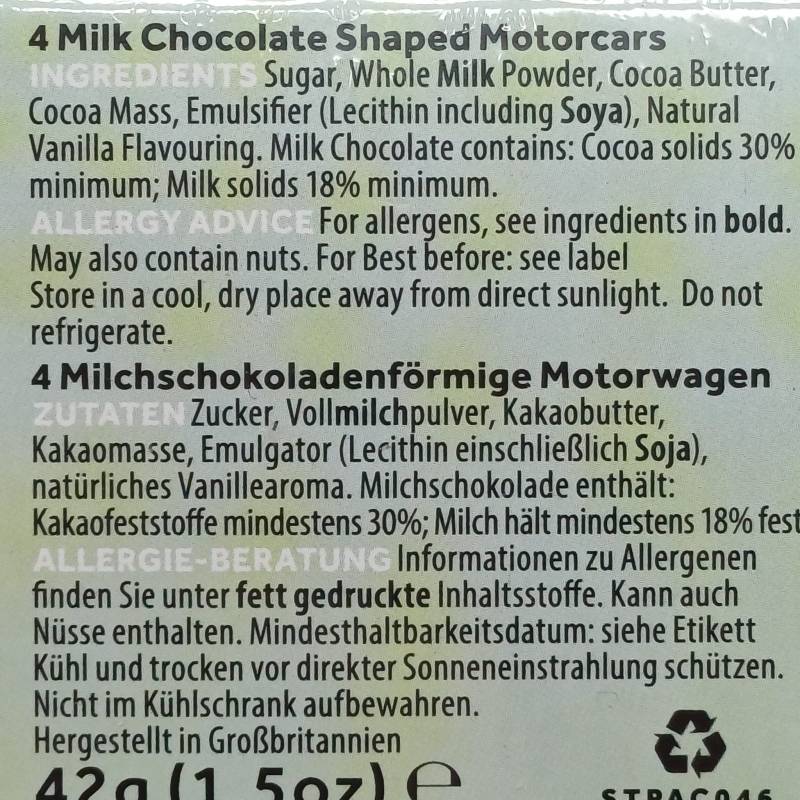 4 Milk Chocolate Shaped Motorcars
INGREDIENTS Sugar, Whole Milk Powder, Cocoa Butter,
Cocoa Mass, Emulsifier (Lecithin including Soya), Natural
Vanilla Flavouring. Milk Chocolate contains: Cocoa solids 30%
minimum; Milk solids 18% minimum.
ALLERGY ADVICE For allergens, see ingredients in bold.
May also contain nuts. For Best before: see label
Store in a cool, dry place away from direct sunlight. Do not
refrigerate.
4 Milchschokoladenförmige Motorwagen
ZUTATEN Zucker, Vollmilchpulver, Kakaobutter,
Kakaomasse, Emulgator (Lecithin einschließlich Soja),
natürliches Vanillearoma. Milchschokolade enthält:
Kakaofeststoffe mindestens 30%; Milch hält mindestens 18% fest
ALLERGIE-BERATUNG Informationen zu Allergenen
finden Sie unter fett gedruckte Inhaltsstoffe. Kann auch
Nüsse enthalten. Mindesthaltbarkeitsdatum: siehe Etikett
Kühl und trocken vor direkter Sonneneinstrahlung schützen.
Nicht im Kühlschrank aufbewahren.
Hergestellt in Großbritannien
42g (1.5oz) ℮
STPAC046